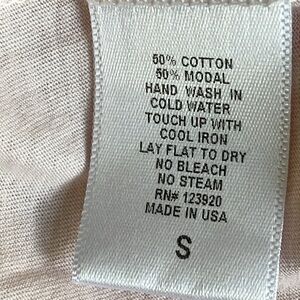 50% COTTON
50% MODAL
HAND WASH IN
COLD WATER
TOUCH UP WITH
COOL IRON
LAY FLAT TO DRY
NO BLEACH
NO STEAM
RN# 123920
MADE IN USA
S